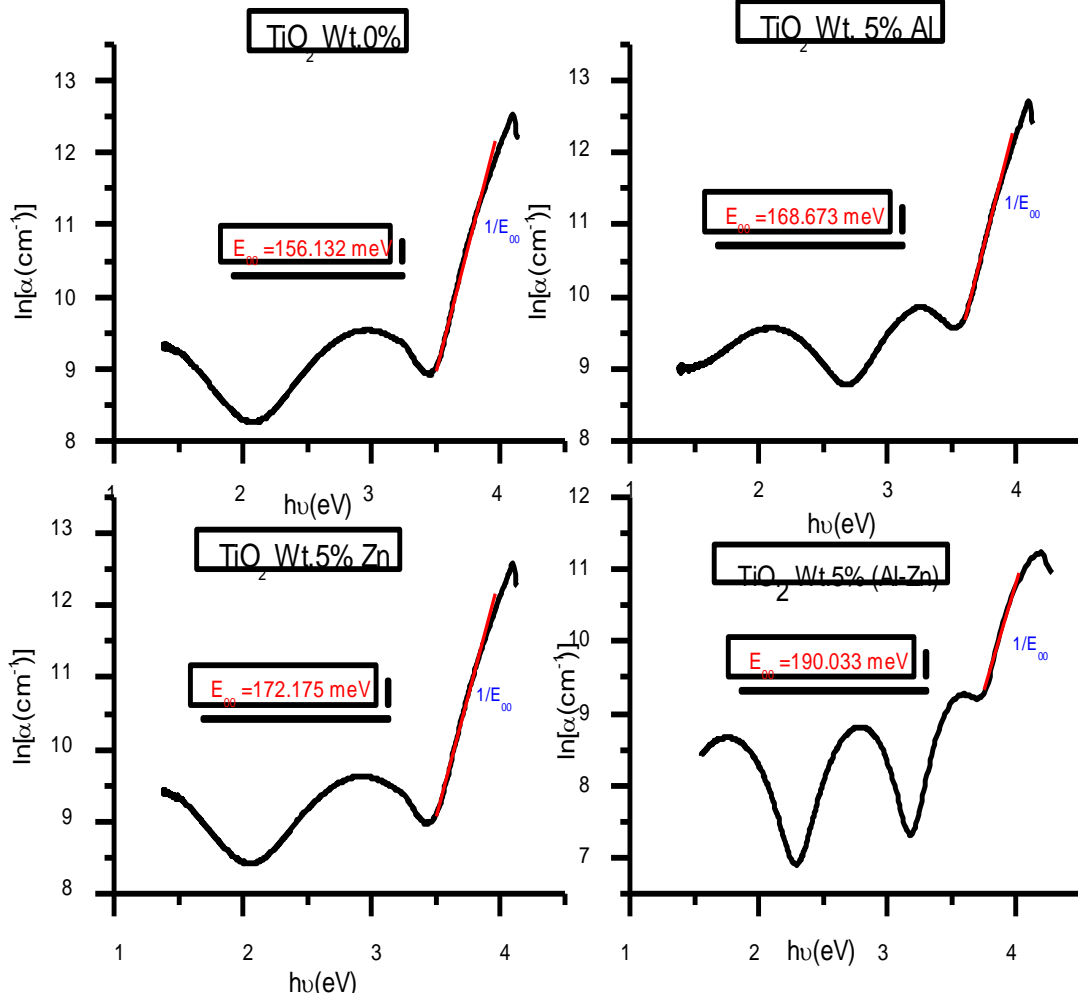 TiO2 Wt.0%
13
12
11
10
9
8
ln[α(cm-1)]
E00 =156.132 meV
1/E00
1
2
3
4
hυ(eV)
TiO2 Wt. 5% Al
13
12
11
10
9
8
ln[α(cm-1)]
E00 =168.673 meV
1/E00
1
2
3
4
hυ(eV)
TiO2 Wt.5% Zn
13
12
11
10
9
8
ln[α(cm-1)]
E00 =172.175 meV
1/E00
1
2
3
4
hυ(eV)
TiO2 Wt.5% (Al-Zn)
12
11
10
9
8
7
ln[α(cm-1)]
E00 =190.033 meV
1/E00
1
2
3
4
hυ(eV)